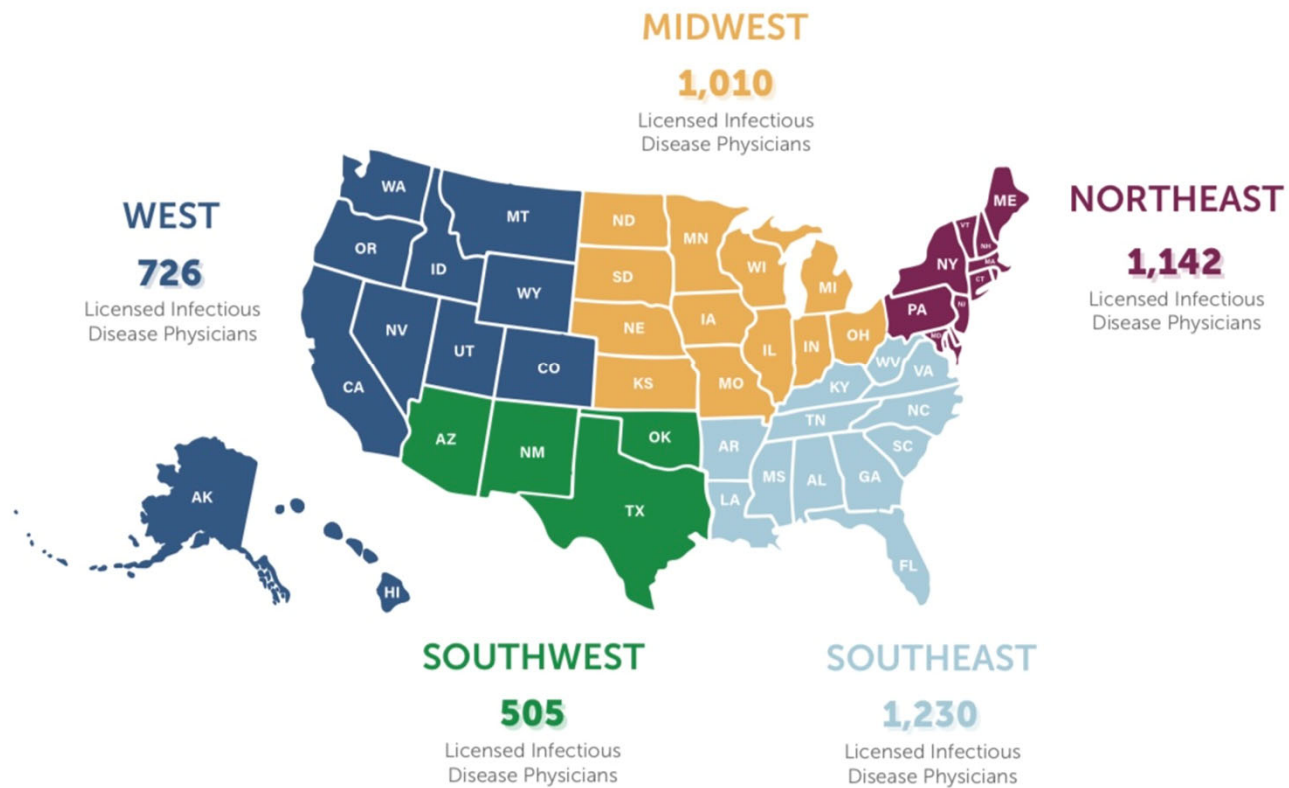 MIDWEST
1,010
Licensed Infectious
Disease Physicians
WEST
726
Licensed Infectious
Disease Physicians
NORTHEAST
1,142
Licensed Infectious
Disease Physicians
WA
MT
ND
MN
ME
VT
NH
OR
ID
SD
WI
MI
NY
MA
CT
WY
NE
IA
PA
NJ
NV
UT
CO
IL
IN
OH
MD
CA
KS
MO
WV
VA
KY
AZ
NM
OK
AR
TN
NC
SC
TX
LA
MS
AL
GA
FL
AK
HI
SOUTHWEST
505
Licensed Infectious
Disease Physicians
SOUTHEAST
1,230
Licensed Infectious
Disease Physicians